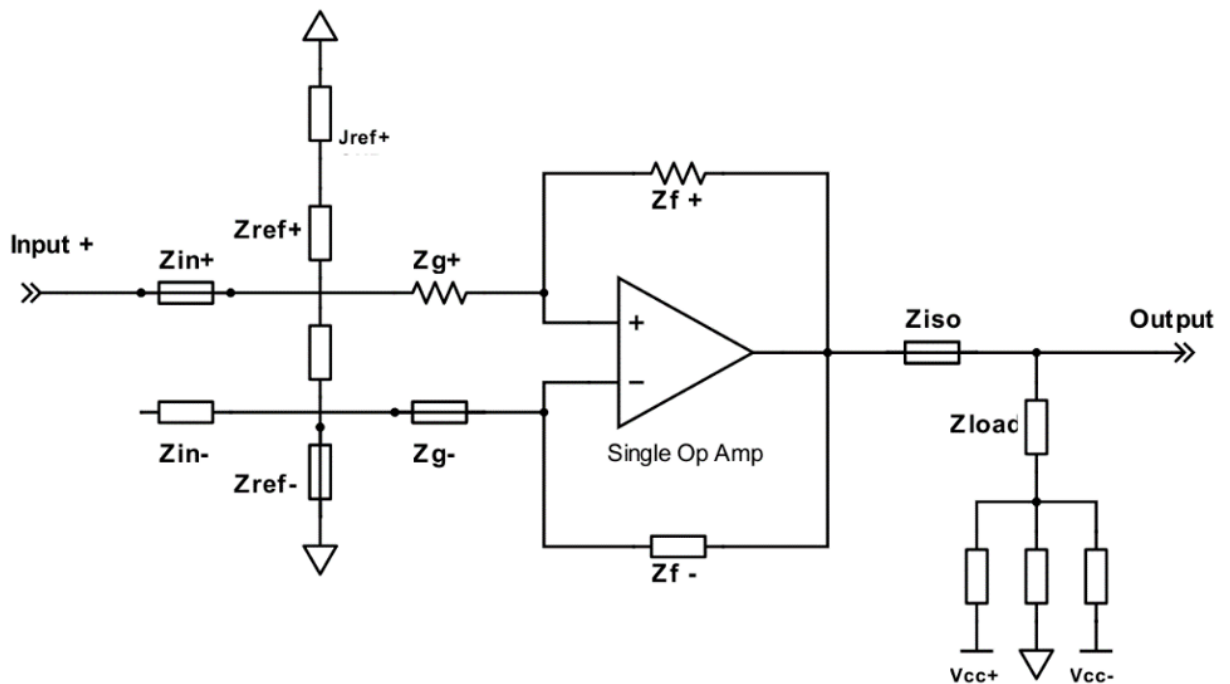 Jref+
Zref+
Zf +
Input +
Zin+
Zg+
+
Ziso
Output
−
Zin-
Zg-
Single Op Amp
Zload
Zref-
Zf -
Vcc+
Vcc-